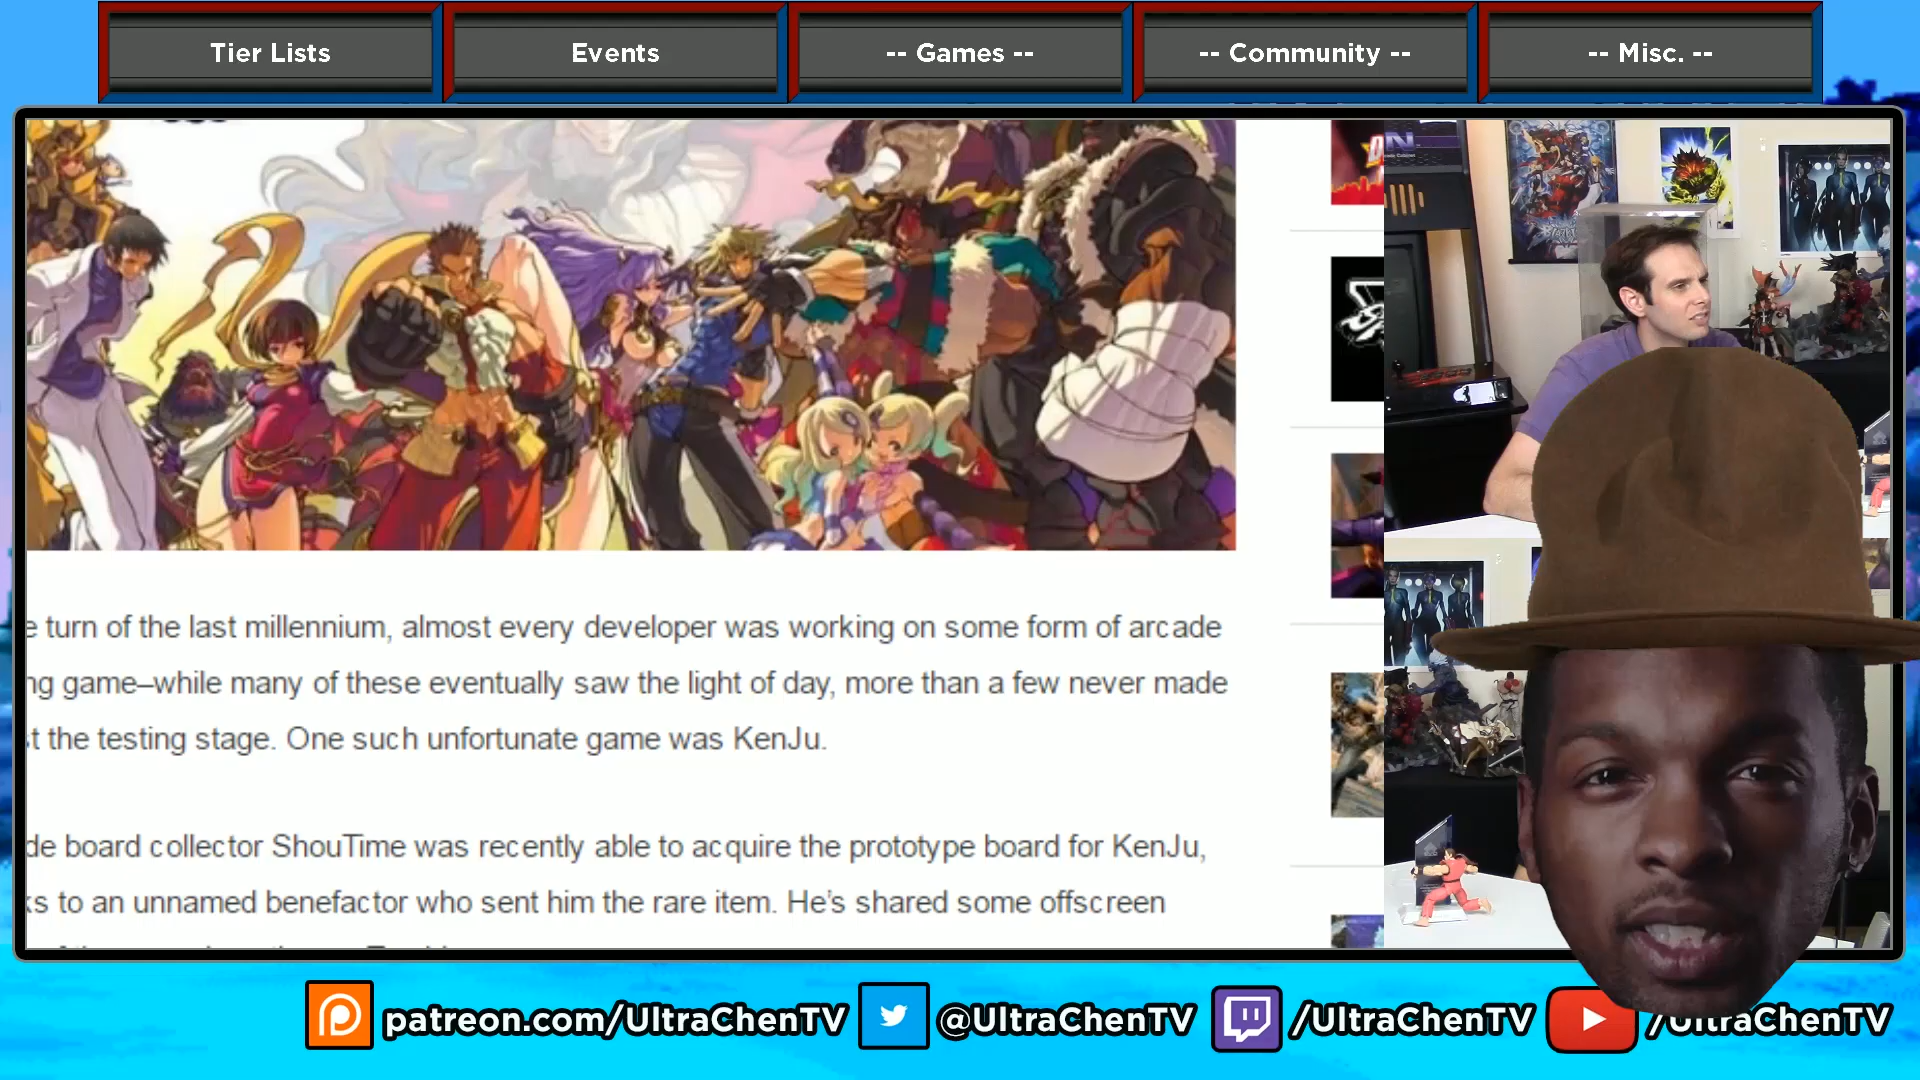 Tier Lists
Events
-- Games --
-- Community --
-- Misc. --
e turn of the last millennium, almost every developer was working on some form of arcade
ng game–while many of these eventually saw the light of day, more than a few never made
t the testing stage. One such unfortunate game was KenJu.
de board collector ShouTime was recently able to acquire the prototype board for KenJu,
ks to an unnamed benefactor who sent him the rare item. He’s shared some offscreen
patreon.com/UltraChenTV
@UltraChenTV
/UltraChenTV
/UltraChenTV